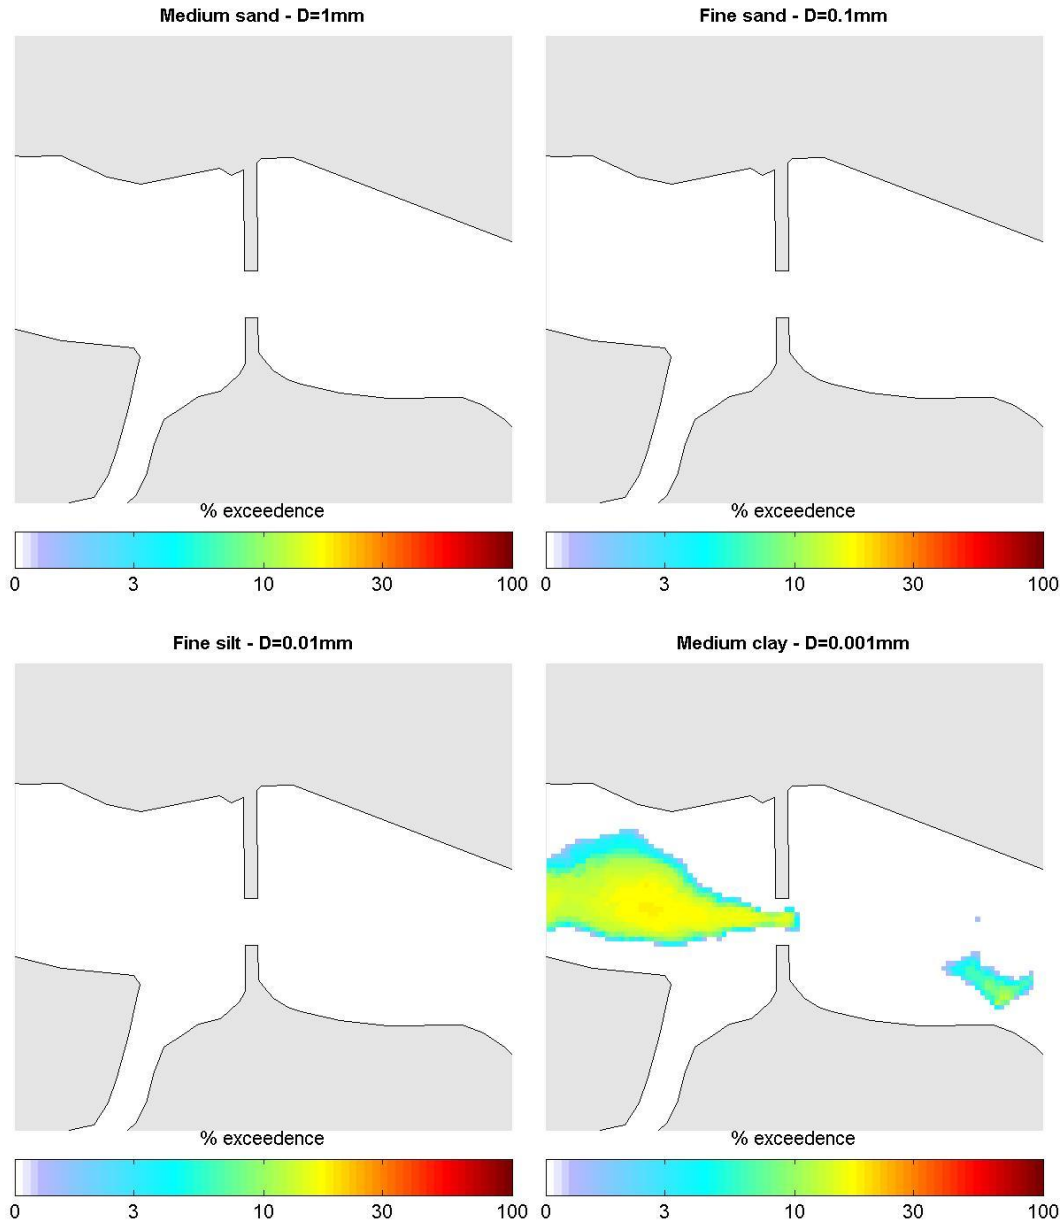 Medium sand - D=1mm
Fine sand - D=0.1mm
% exceedence
0 3 10 30 100
% exceedence
0 3 10 30 100
Fine silt - D=0.01mm
Medium clay - D=0.001mm
% exceedence
0 3 10 30 100
% exceedence
0 3 10 30 100